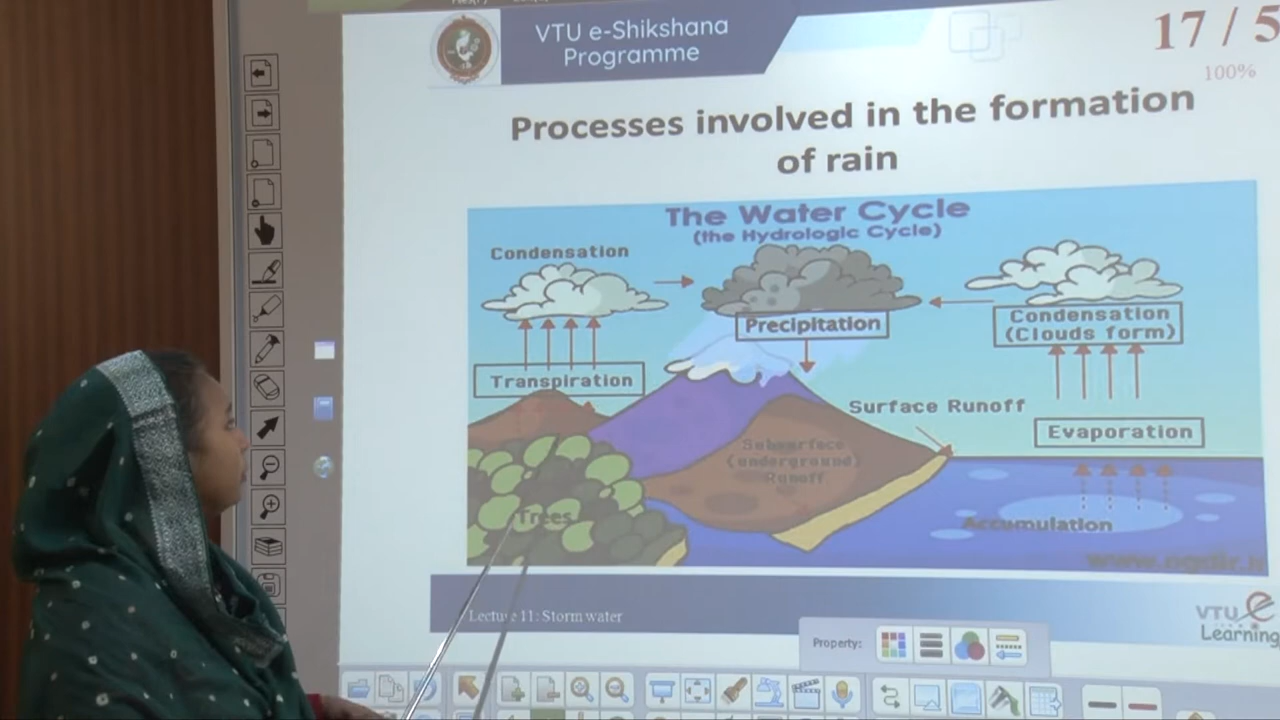 VTU e-Shikshana
Programme
17 / 5
100%
Processes involved in the formation
of rain
The Water Cycle
(the Hydrologic Cycle)
Condensation
Precipitation
Condensation
(Clouds form)
Transpiration
Surface Runoff
Evaporation
Subsurface
(underground)
Runoff
Trees
Accumulation
Lecture 11: Storm water
VTU e
Learning
Property: